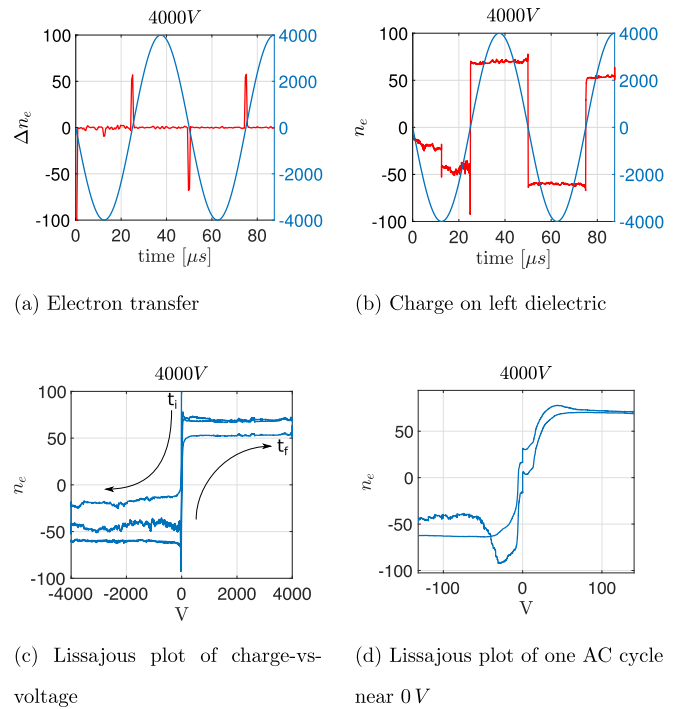 4000V
4000V
100
50
0
-50
-100
4000
2000
0
-2000
-4000
Δn_e
0 20 40 60 80
time [μs]
100
50
0
-50
-100
4000
2000
0
-2000
-4000
n_e
0 20 40 60 80
time [μs]
(a) Electron transfer
(b) Charge on left dielectric
4000V
4000V
100
50
0
-50
-100
n_e
t_i
t_f
-4000 -2000 0 2000 4000
V
50
0
-50
-100
n_e
-100 0 100
V
(c) Lissajous plot of charge-vs-
voltage
(d) Lissajous plot of one AC cycle
near 0 V